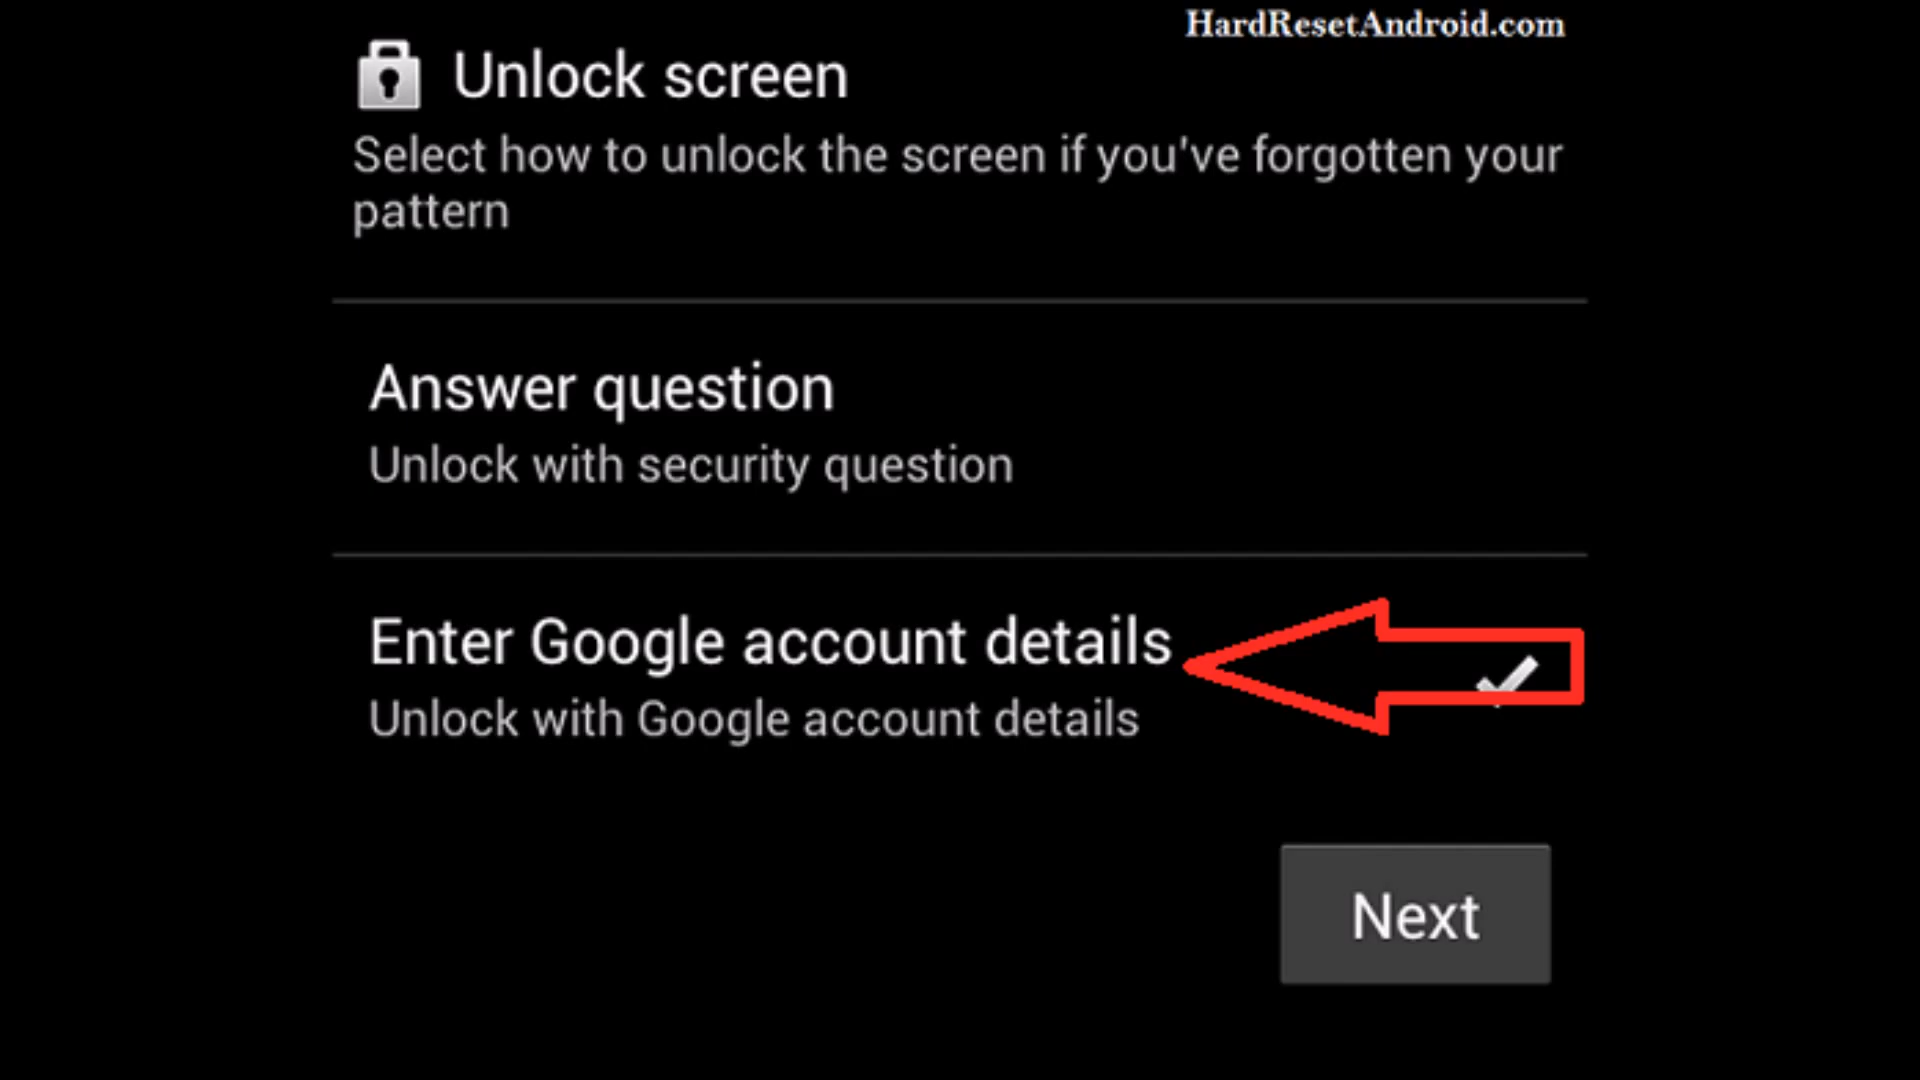 HardResetAndroid.com
Unlock screen
Select how to unlock the screen if you've forgotten your
pattern
Answer question
Unlock with security question
Enter Google account details
Unlock with Google account details
Next